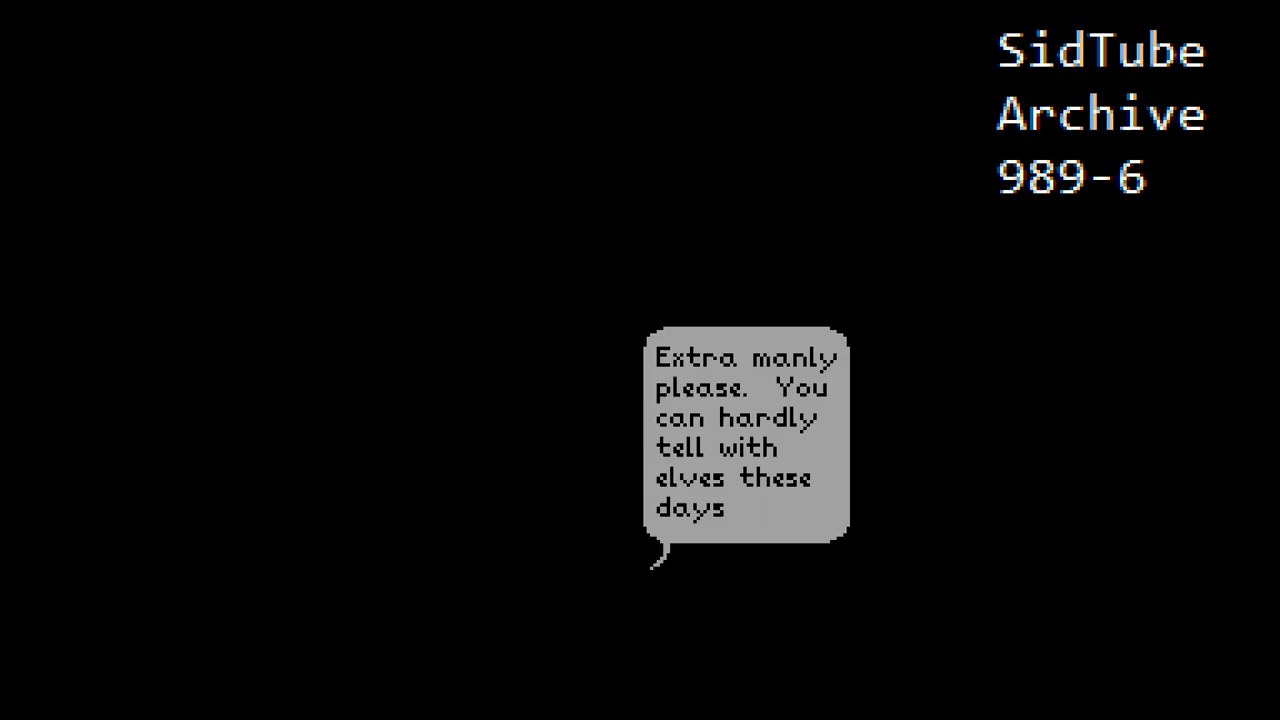 SidTube
Archive
989-6
Extra manly
please. You
can hardly
tell with
elves these
days